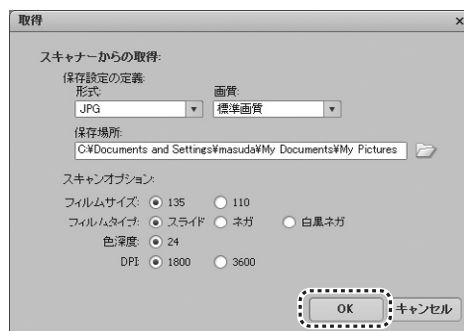 取得 ×
スキャナーからの取得:
保存設定の定義:
形式: 画質:
JPG 標準画質
保存場所:
C:¥Documents and Settings¥masuda¥My Documents¥My Pictures
スキャンオプション:
フィルムサイズ: 135 110
フィルムタイプ: スライド ネガ 白黒ネガ
色深度: 24
DPI: 1800 3600
OK キャンセル